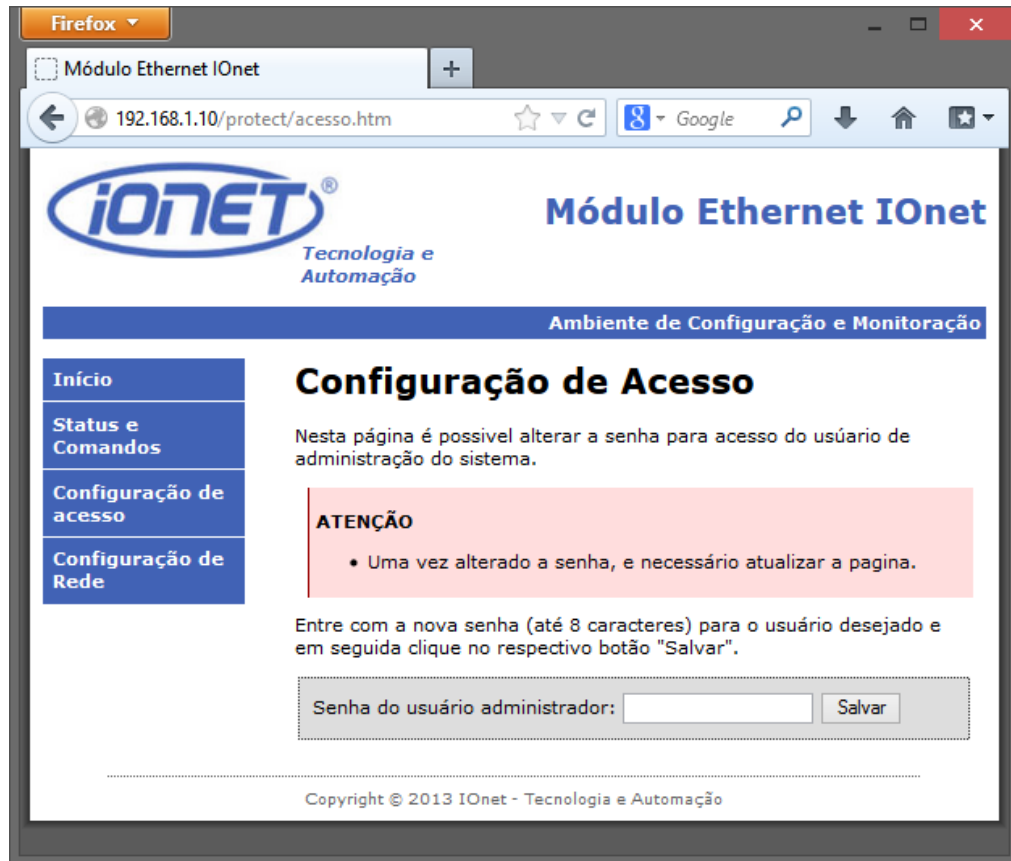 Firefox
Módulo Ethernet IOnet
192.168.1.10/protect/acesso.htm
Google
ionet®
Tecnologia e
Automação
Módulo Ethernet IOnet
Ambiente de Configuração e Monitoração
Início
Status e
Comandos
Configuração de
acesso
Configuração de
Rede
Configuração de Acesso
Nesta página é possivel alterar a senha para acesso do usúario de
administração do sistema.
ATENÇÃO
• Uma vez alterado a senha, e necessário atualizar a pagina.
Entre com a nova senha (até 8 caracteres) para o usuário desejado e
em seguida clique no respectivo botão "Salvar".
Senha do usuário administrador:
Salvar
Copyright © 2013 IOnet - Tecnologia e Automação